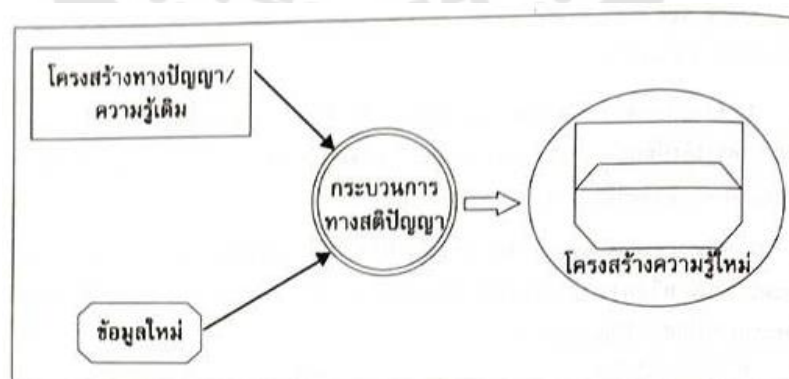 โครงสร้างทางปัญญา/
ความรู้เดิม
กระบวนการ
ทางสติปัญญา
โครงสร้างความรู้ใหม่
ข้อมูลใหม่